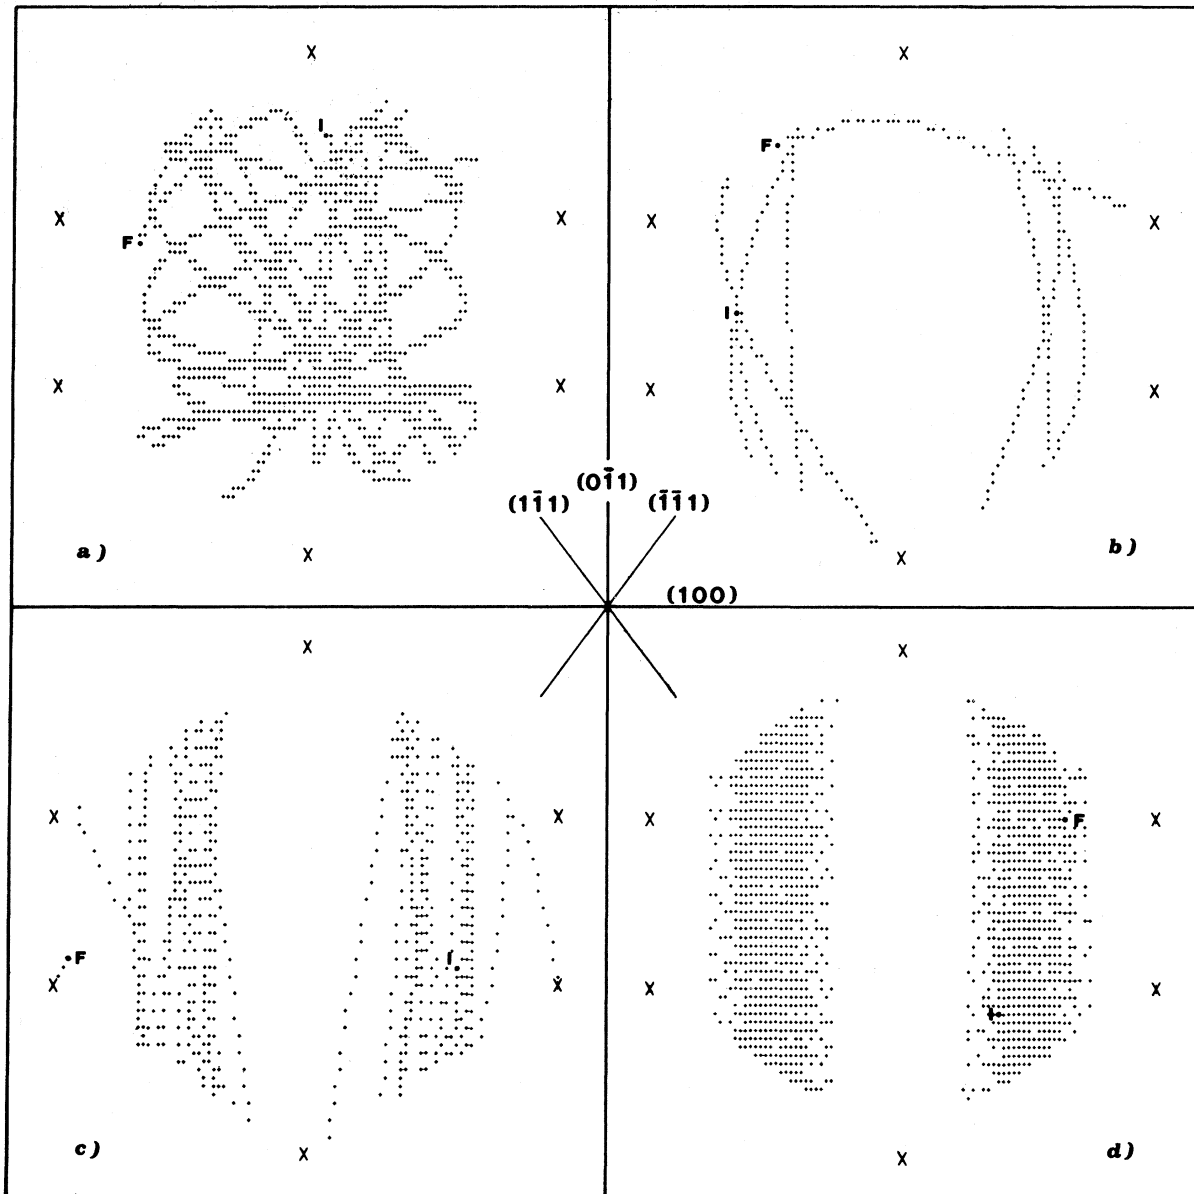 X X
I
F
F
X X X X
I
X X X X
(01̄1)
(11̄1) (1̄1̄1)
a) X X b)
(100)
X X
X X X X
F
F
I
X X X X
I
c) X X d)